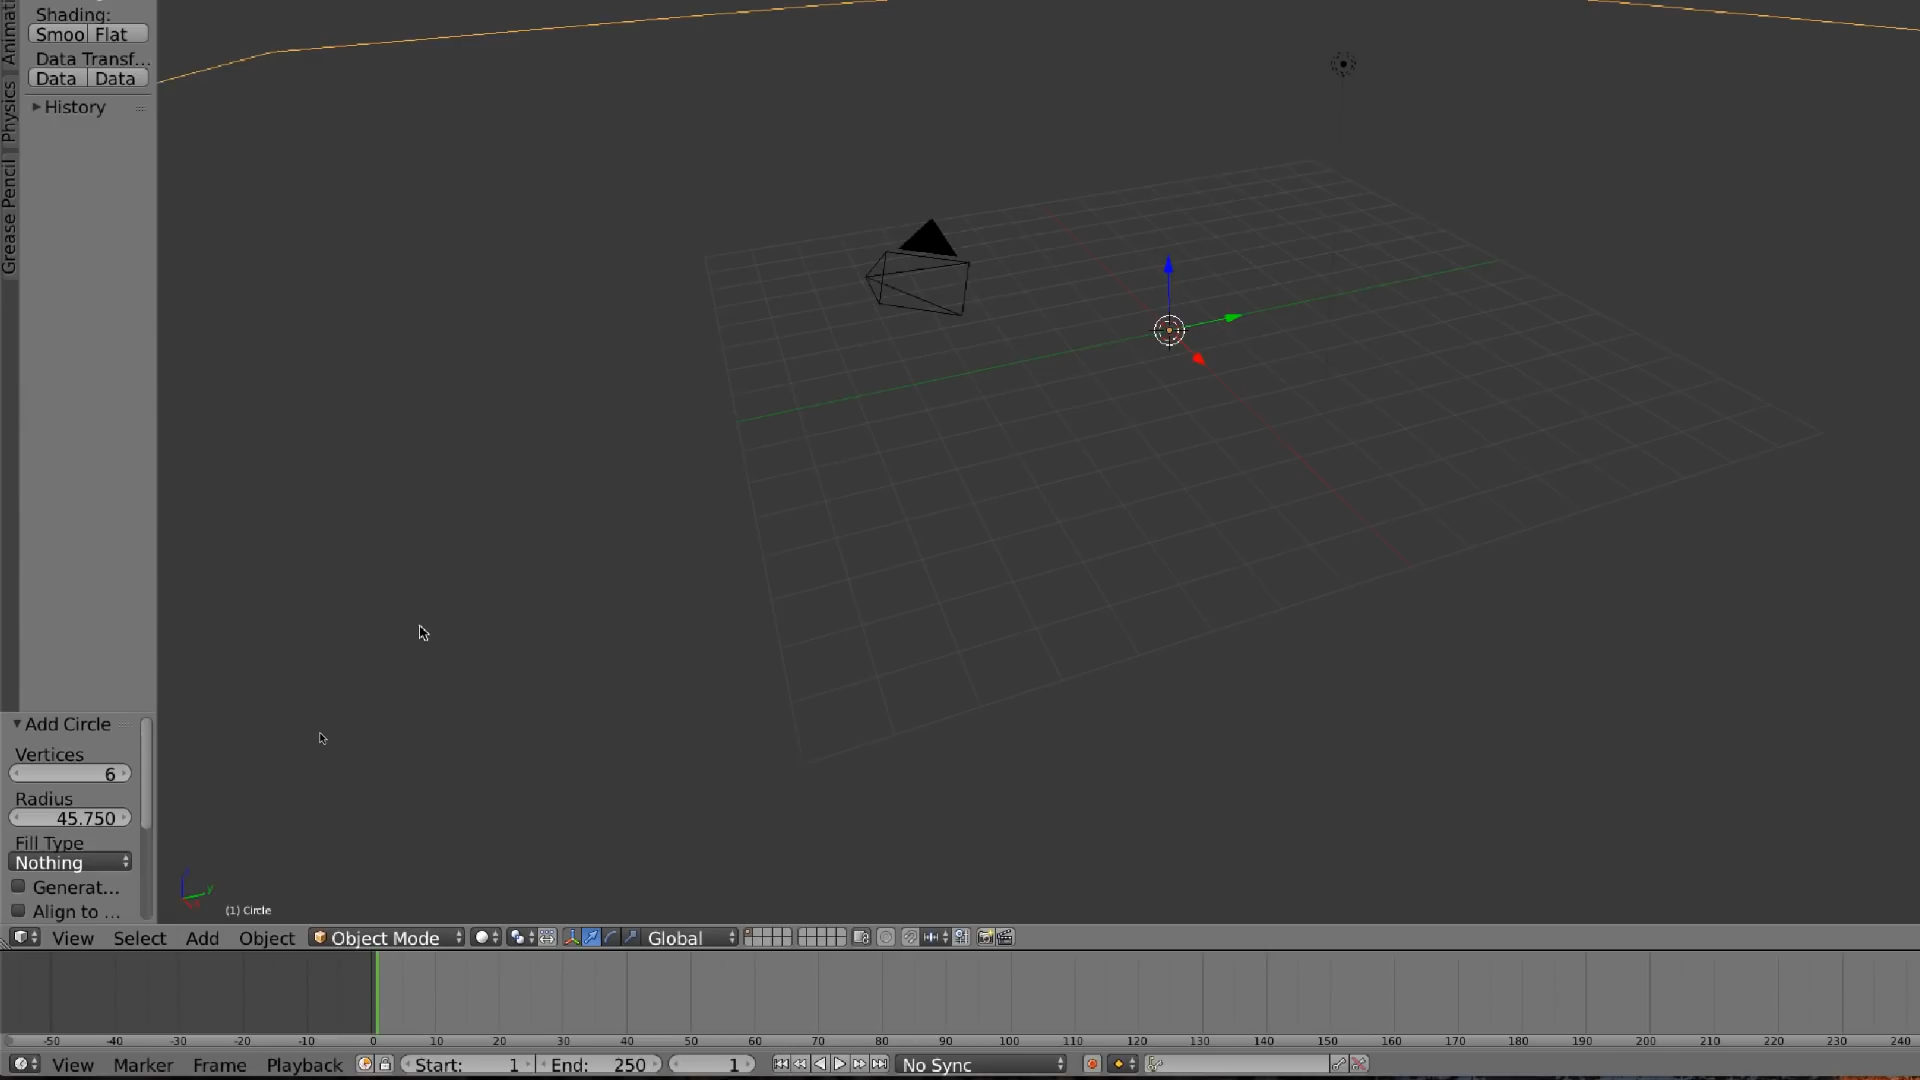 Shading:
Smoo Flat
Data Transf...
Data Data
History
Animati
Physics
Grease Pencil
Add Circle
Vertices
6
Radius
45.750
Fill Type
Nothing
Generat...
Align to ...
y
(1) Circle
View Select Add Object Object Mode Global
-50 -40 -30 -20 -10 0 10 20 30 40 50 60 70 80 90 100 110 120 130 140 150 160 170 180 190 200 210 220 230 240
View Marker Frame Playback Start: 1 End: 250 1 No Sync